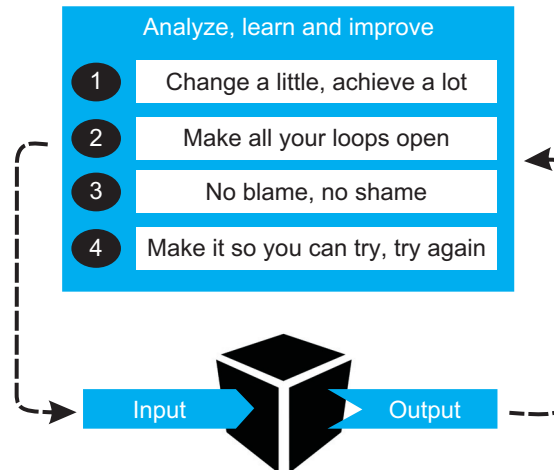 Analyze, learn and improve
1 Change a little, achieve a lot
2 Make all your loops open
3 No blame, no shame
4 Make it so you can try, try again
Input
Output